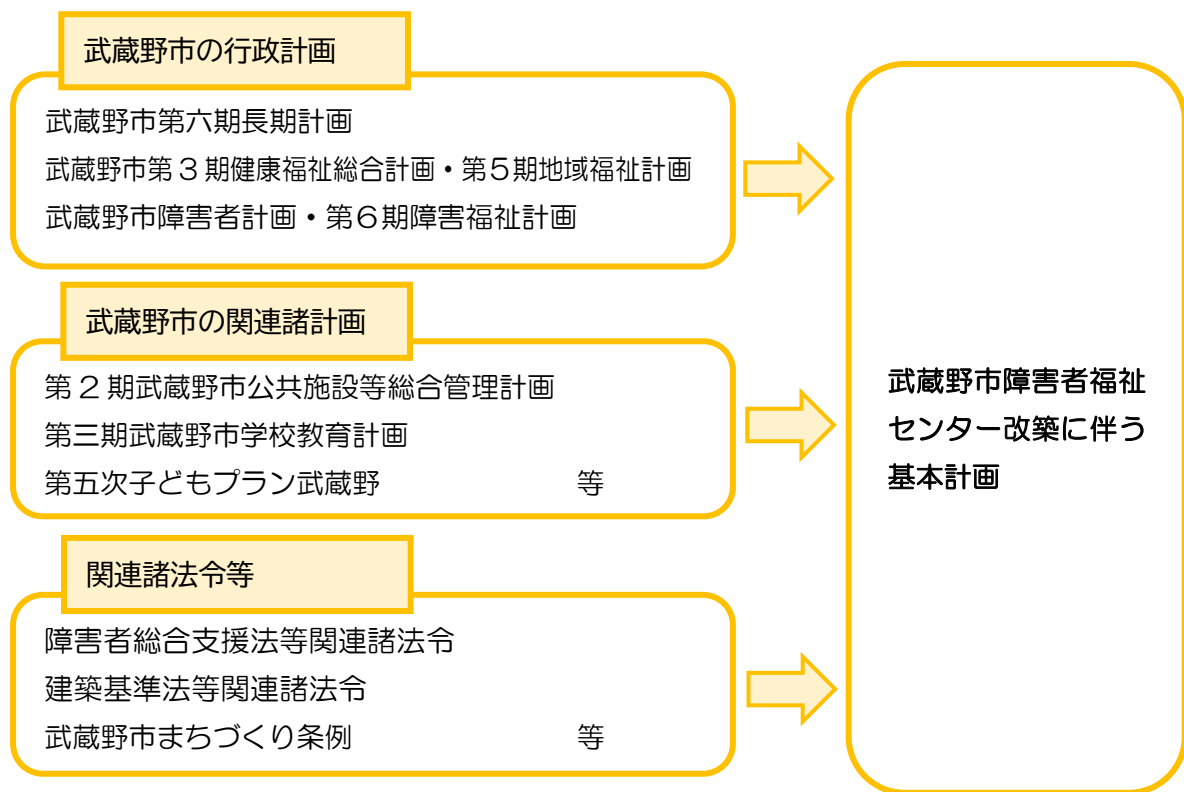 武蔵野市の行政計画
武蔵野市第六期長期計画
武蔵野市第3期健康福祉総合計画・第5期地域福祉計画
武蔵野市障害者計画・第6期障害福祉計画
武蔵野市の関連諸計画
第2期武蔵野市公共施設等総合管理計画
第三期武蔵野市学校教育計画
第五次子どもプラン武蔵野 等
関連諸法令等
障害者総合支援法等関連諸法令
建築基準法等関連諸法令
武蔵野市まちづくり条例 等
武蔵野市障害者福祉
センター改築に伴う
基本計画